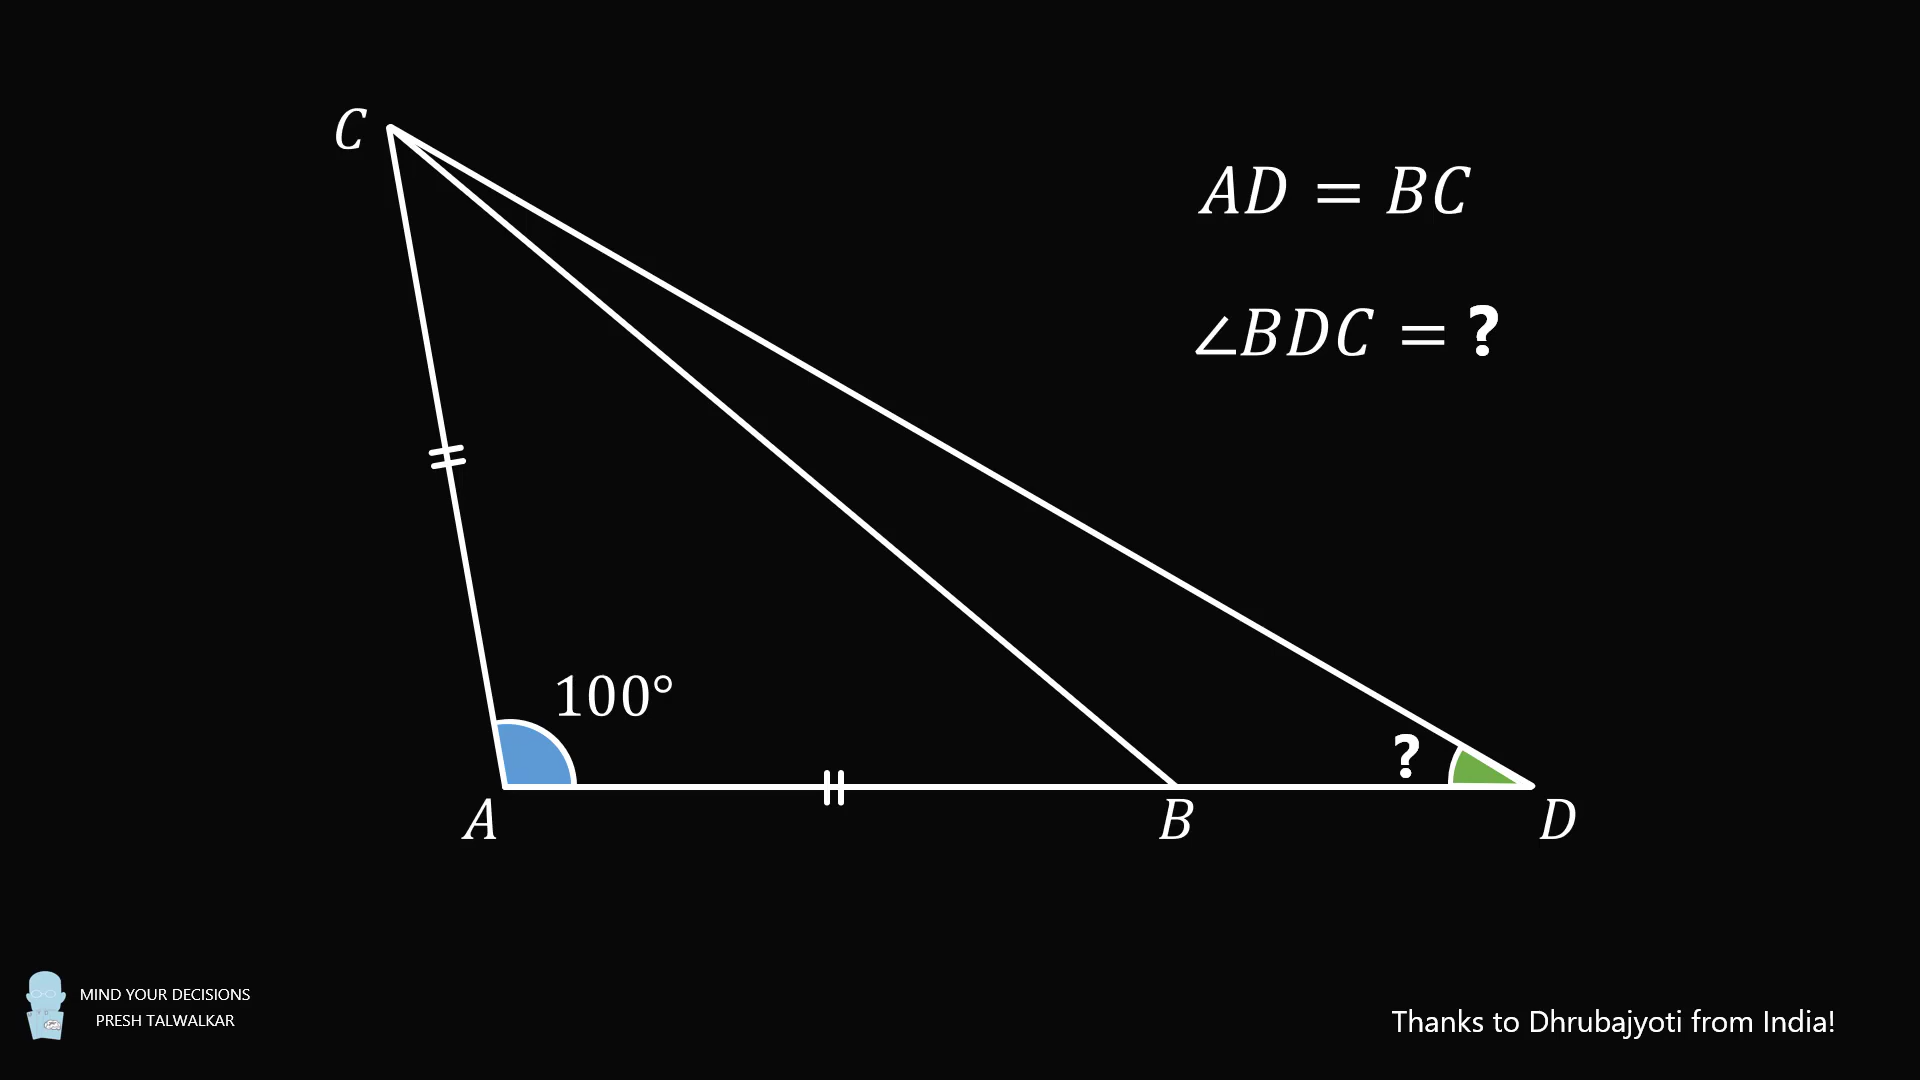 C
AD = BC
∠BDC = ?
100°
?
A
B
D
MIND YOUR DECISIONS
PRESH TALWALKAR
Thanks to Dhrubajyoti from India!